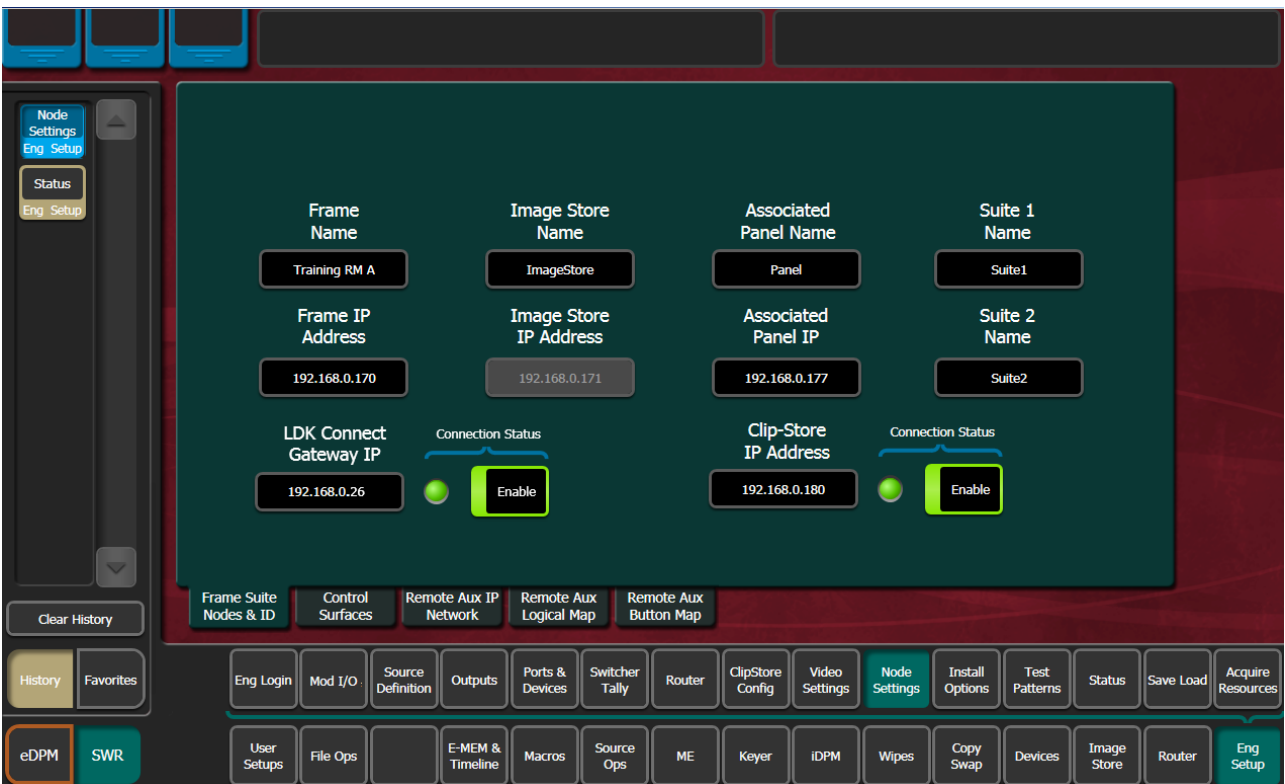 Node
Settings
Eng Setup
Status
Eng Setup
Frame
Name
Image Store
Name
Associated
Panel Name
Suite 1
Name
Training RM A
ImageStore
Panel
Suite1
Frame IP
Address
Image Store
IP Address
Associated
Panel IP
Suite 2
Name
192.168.0.170
192.168.0.171
192.168.0.177
Suite2
LDK Connect
Gateway IP
Connection Status
Clip-Store
IP Address
Connection Status
192.168.0.26
Enable
192.168.0.180
Enable
Frame Suite
Nodes & ID
Control
Surfaces
Remote Aux IP
Network
Remote Aux
Logical Map
Remote Aux
Button Map
Clear History
History
Favorites
Eng Login
Mod I/O
Source
Definition
Outputs
Ports &
Devices
Switcher
Tally
Router
ClipStore
Config
Video
Settings
Node
Settings
Install
Options
Test
Patterns
Status
Save Load
Acquire
Resources
eDPM
SWR
User
Setups
File Ops
E-MEM &
Timeline
Macros
Source
Ops
ME
Keyer
iDPM
Wipes
Copy
Swap
Devices
Image
Store
Router
Eng
Setup